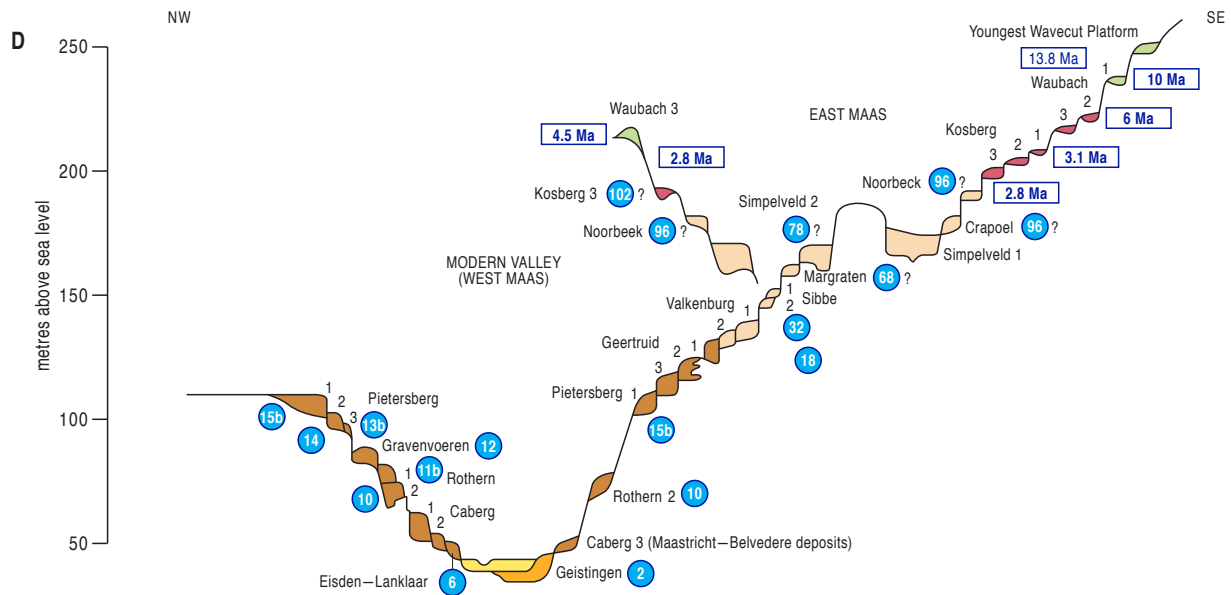 NW
SE
D
Youngest Wavecut Platform
250
13.8 Ma
1
10 Ma
Waubach
2
6 Ma
3
Waubach 3
EAST MAAS
4.5 Ma
2.8 Ma
Kosberg
1
2
3
3.1 Ma
200
Noorbeck 96 ?
2.8 Ma
Kosberg 3 102 ?
Simpelveld 2
78 ?
Noorbeek 96 ?
Crapoel 96 ?
Simpelveld 1
MODERN VALLEY
(WEST MAAS)
Margraten 68 ?
metres above sea level
150
1
Sibbe
2
Valkenburg
1
2
32
Geertruid
1
2
3
18
Pietersberg
1
15b
100
1
2
3
Pietersberg
15b
14
13b
Gravenvoeren 12
11b
1
Rothern
2
10
Rothern 2 10
1
Caberg
2
50
Caberg 3 (Maastricht–Belvedere deposits)
Eisden–Lanklaar 6
Geistingen 2